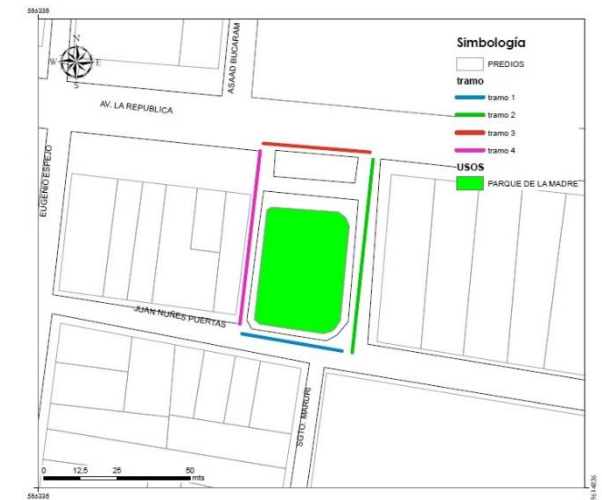 586338
N
W E
S
ASAAD BUCARAM
AV. LA REPUBLICA
EUGENIO ESPEJO
JUAN NUÑES PUERTAS
SGTO. MARURI
Simbología
PREDIOS
tramo
tramo 1
tramo 2
tramo 3
tramo 4
USOS
PARQUE DE LA MADRE
0 12,5 25 50
mts
586338